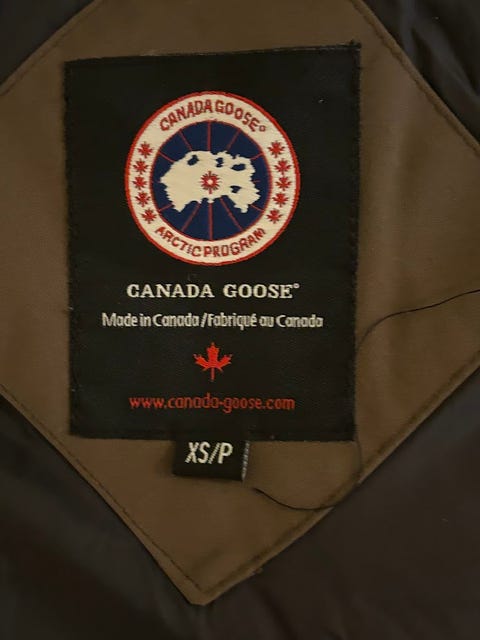 CANADA GOOSE®
ARCTIC PROGRAM
CANADA GOOSE®
Made in Canada/Fabriqué au Canada
www.canada-goose.com
XS/P